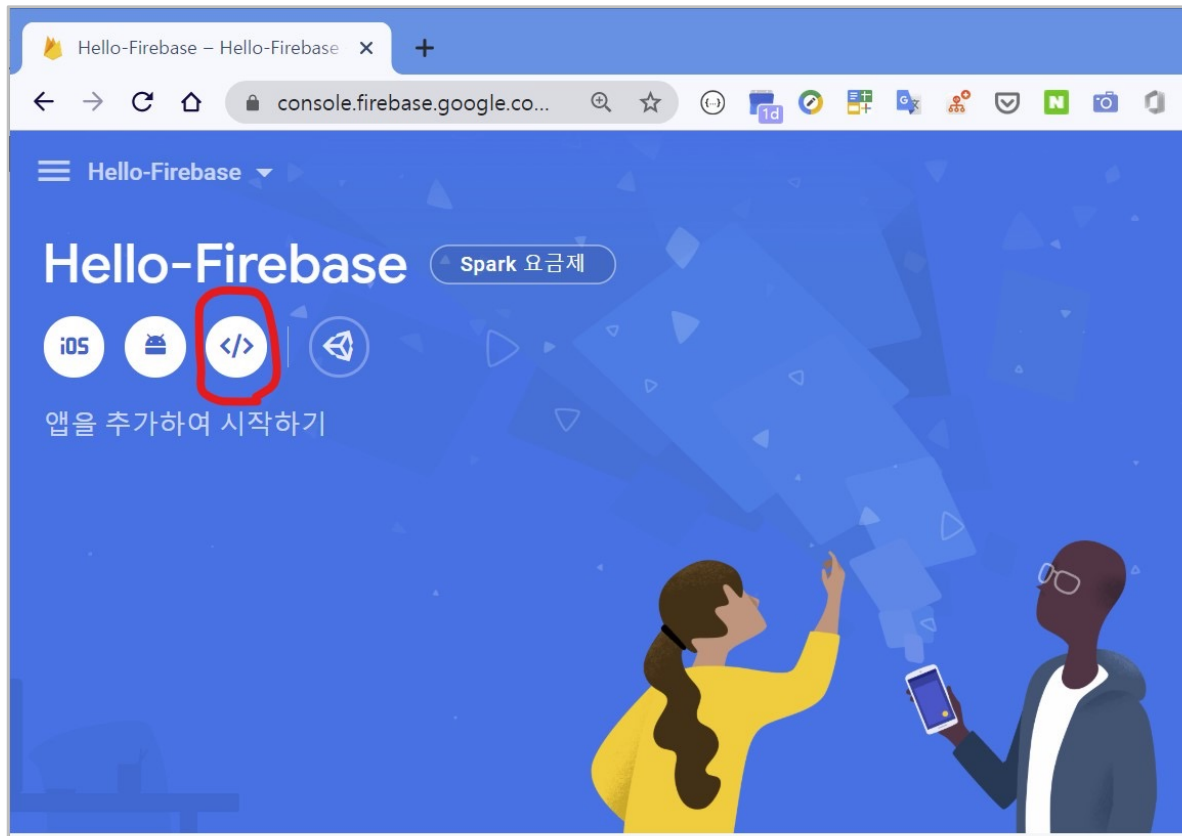 Hello-Firebase – Hello-Firebase
console.firebase.google.co...
1d
N
Hello-Firebase
Hello-Firebase Spark 요금제
iOS </>
앱을 추가하여 시작하기